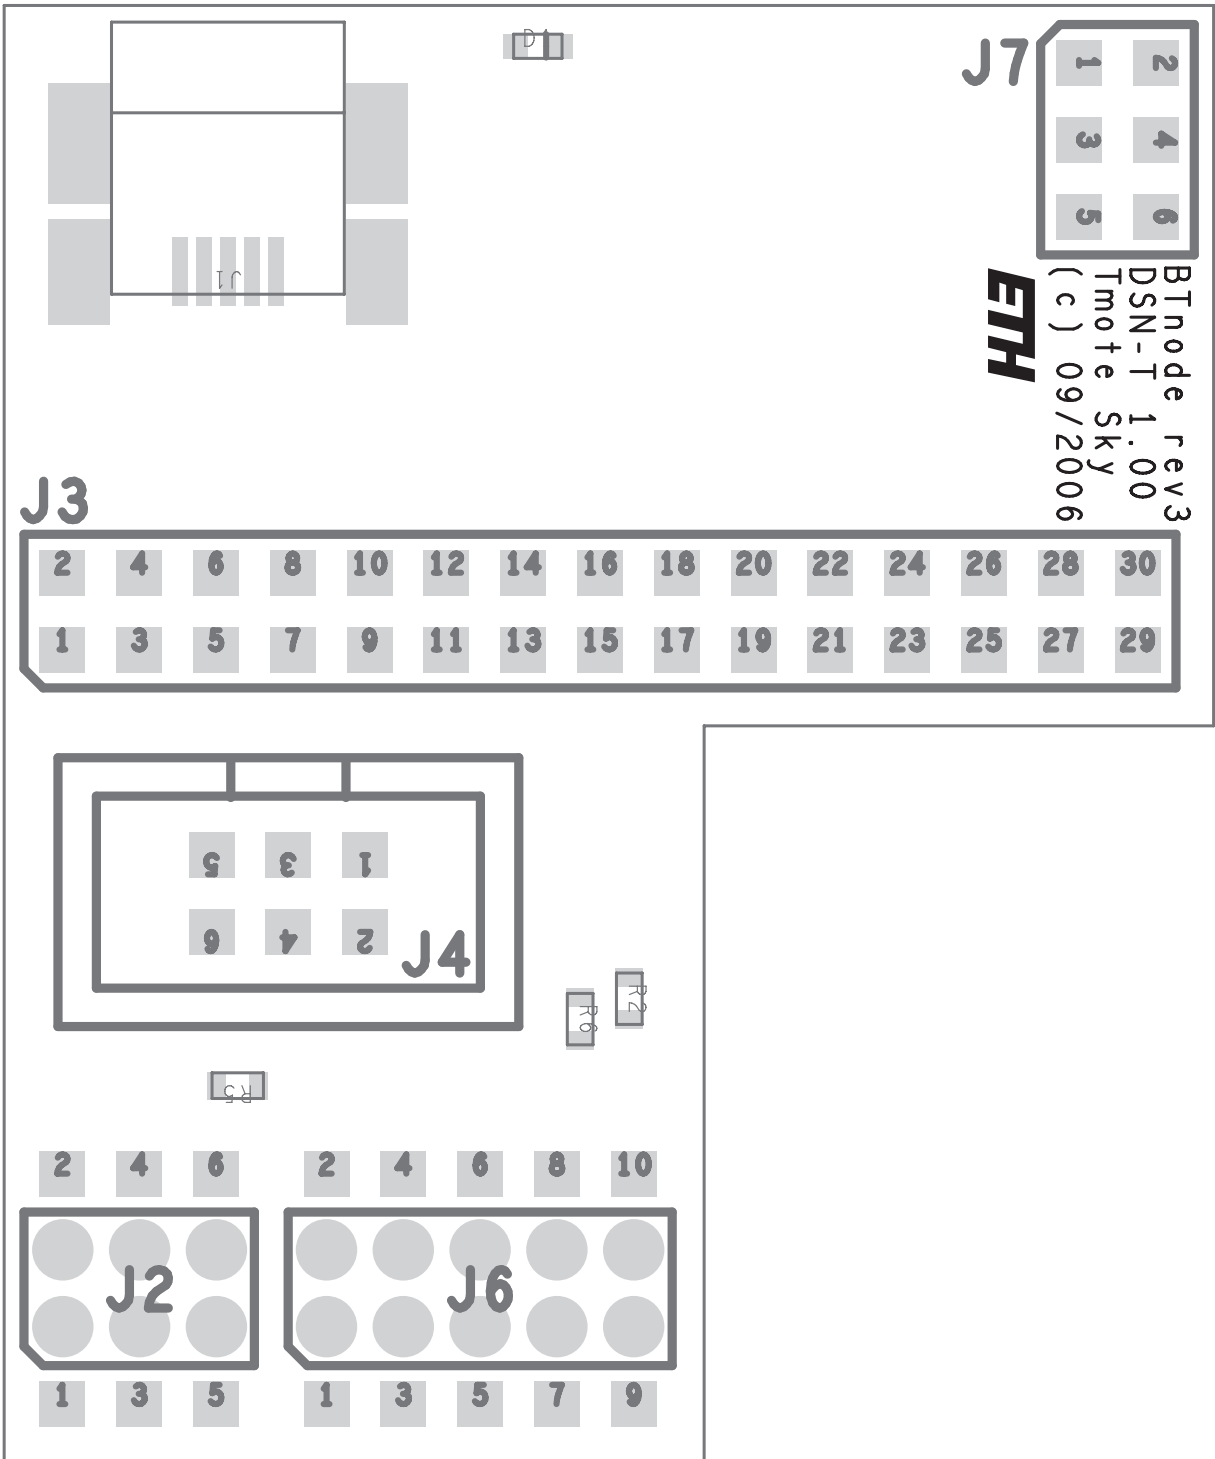 D1
J7
1 2
3 4
5 6
J1
ETH
BTnode rev3
DSN-T 1.00
Tmote Sky
(c) 09/2006
J3
2 4 6 8 10 12 14 16 18 20 22 24 26 28 30
1 3 5 7 9 11 13 15 17 19 21 23 25 27 29
5 3 1
6 4 2
J4
R2
R6
R5
2 4 6 2 4 6 8 10
J2 J6
1 3 5 1 3 5 7 9